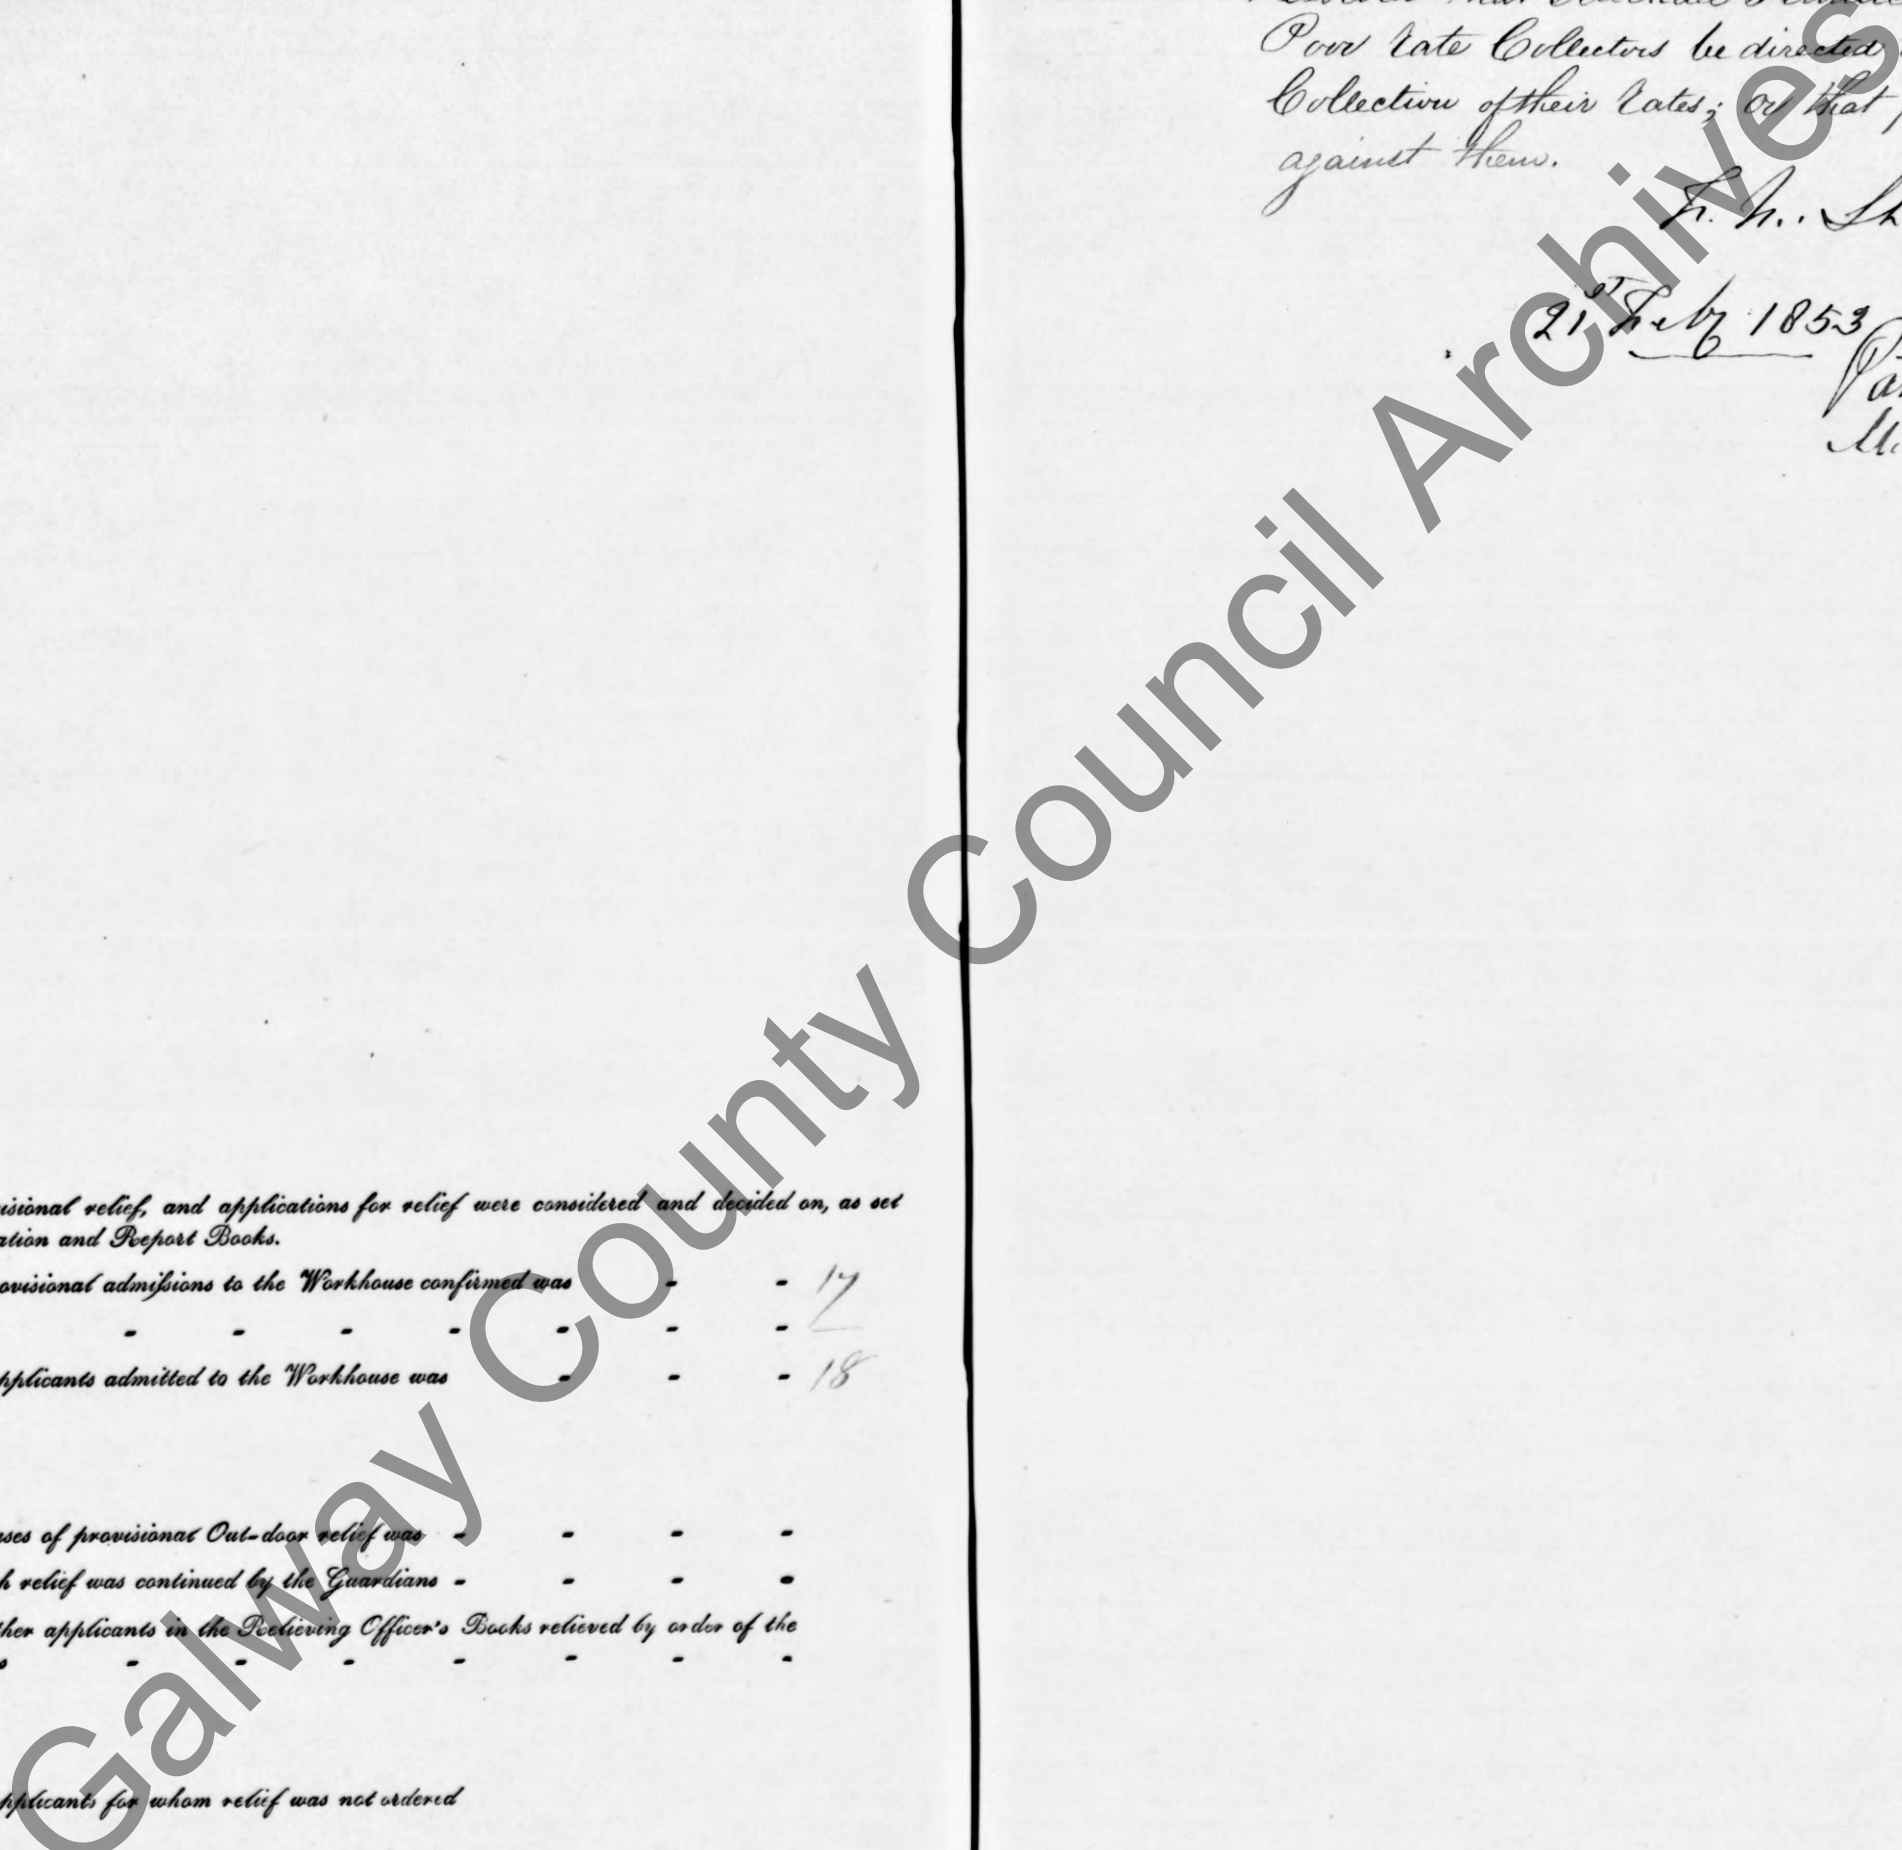 isional relief, and applications for relief were considered and decided on, as set
ation and Report Books.
ovisional admissions to the Workhouse confirmed was - - 17
- - - - - - -
pplicants admitted to the Workhouse was - - - 18
ases of provisional Out-door relief was - - - -
h relief was continued by the Guardians - - - -
her applicants in the Relieving Officer's Books relieved by order of the
s - - - - - - -
pplicants for whom relief was not ordered
that
Poor rate Collectors be directed
Collection of their rates; or that
against them.
21st Feby 1853
Galway County Council Archives